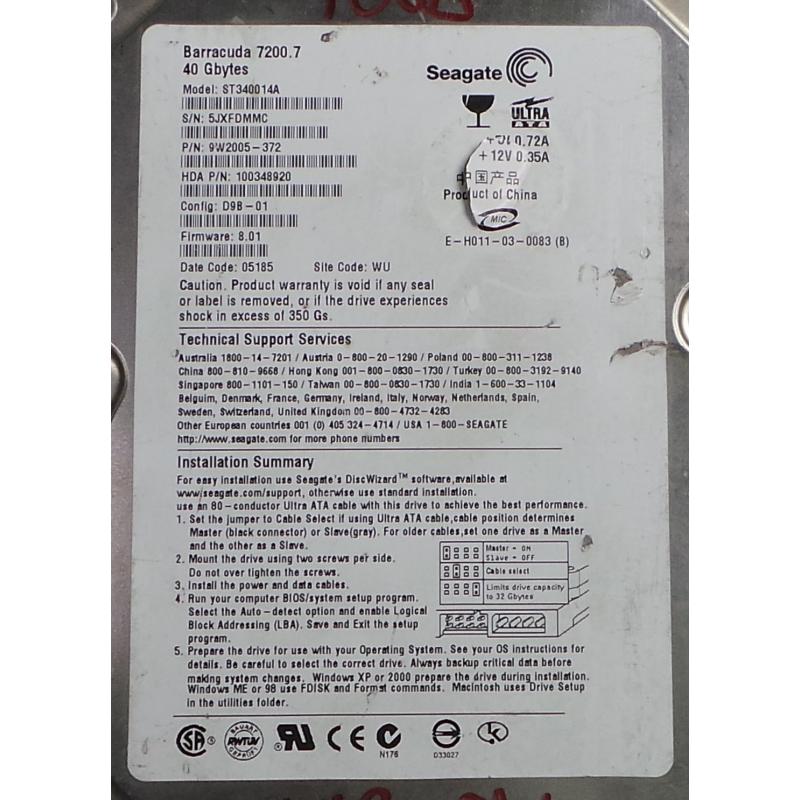 Barracuda 7200.7
40 Gbytes
Seagate
Model: ST340014A
S/N: 5JXFDMMC
ULTRA
ATA
P/N: 9W2005-372
0.72A
+12V 0.35A
HDA P/N: 100348920
中国产品
Product of China
Config: D9B-01
MIC
Firmware: 8.01
E-H011-03-0083 (B)
Date Code: 05185 Site Code: WU
Caution. Product warranty is void if any seal
or label is removed, or if the drive experiences
shock in excess of 350 Gs.
Technical Support Services
Australia 1800-14-7201 / Austria 0-800-20-1290 / Poland 00-800-311-1238
China 800-810-9668 / Hong Kong 001-800-0830-1730 / Turkey 00-800-3192-9140
Singapore 800-1101-150 / Taiwan 00-800-0830-1730 / India 1-600-33-1104
Belguim, Denmark, France, Germany, Ireland, Italy, Norway, Netherlands, Spain,
Sweden, Switzerland, United Kingdom 00-800-4732-4283
Other European countries 001 (0) 405 324-4714 / USA 1-800-SEAGATE
http://www.seagate.com for more phone numbers
Installation Summary
For easy installation use Seagate's DiscWizard™ software,available at
www.seagate.com/support, otherwise use standard installation.
use an 80-conductor Ultra ATA cable with this drive to achieve the best performance.
1. Set the jumper to Cable Select if using Ultra ATA cable,cable position determines
Master (black connector) or Slave(gray). For older cables,set one drive as a Master
and the other as a Slave.
2. Mount the drive using two screws per side.
Do not over tighten the screws.
3. Install the power and data cables.
4. Run your computer BIOS/system setup program.
Select the Auto-detect option and enable Logical
Block Addressing (LBA). Save and Exit the setup
program.
Master = ON
Slave = OFF
Cable select
Limits drive capacity
to 32 Gbytes
5. Prepare the drive for use with your Operating System. See your OS instructions for
details. Be careful to select the correct drive. Always backup critical data before
making system changes. Windows XP or 2000 prepare the drive during installation.
Windows ME or 98 use FDISK and Format commands. Macintosh uses Drive Setup
in the utilities folder.
BAUART
RWTÜV
GEPRÜFT
CE
N176
D33027